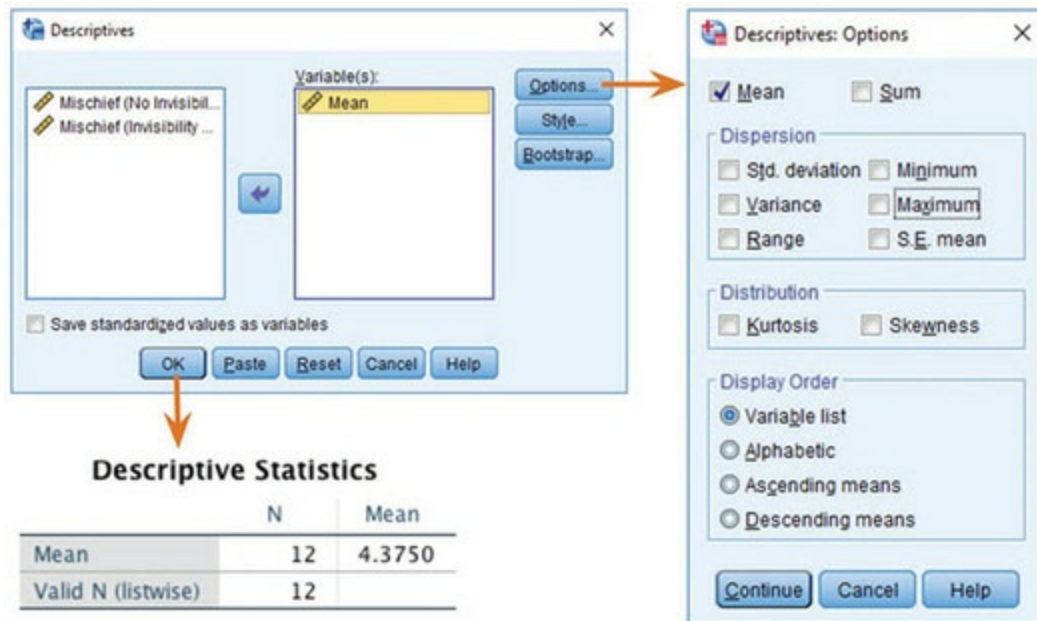 Descriptives
Variable(s):
Mischief (No Invisibil...
Mischief (Invisibility ...
Mean
Options...
Style...
Bootstrap...
Save standardized values as variables
OK Paste Reset Cancel Help
Descriptive Statistics
N Mean
Mean 12 4.3750
Valid N (listwise) 12
Descriptives: Options
Mean Sum
Dispersion
Std. deviation Minimum
Variance Maximum
Range S.E. mean
Distribution
Kurtosis Skewness
Display Order
Variable list
Alphabetic
Ascending means
Descending means
Continue Cancel Help